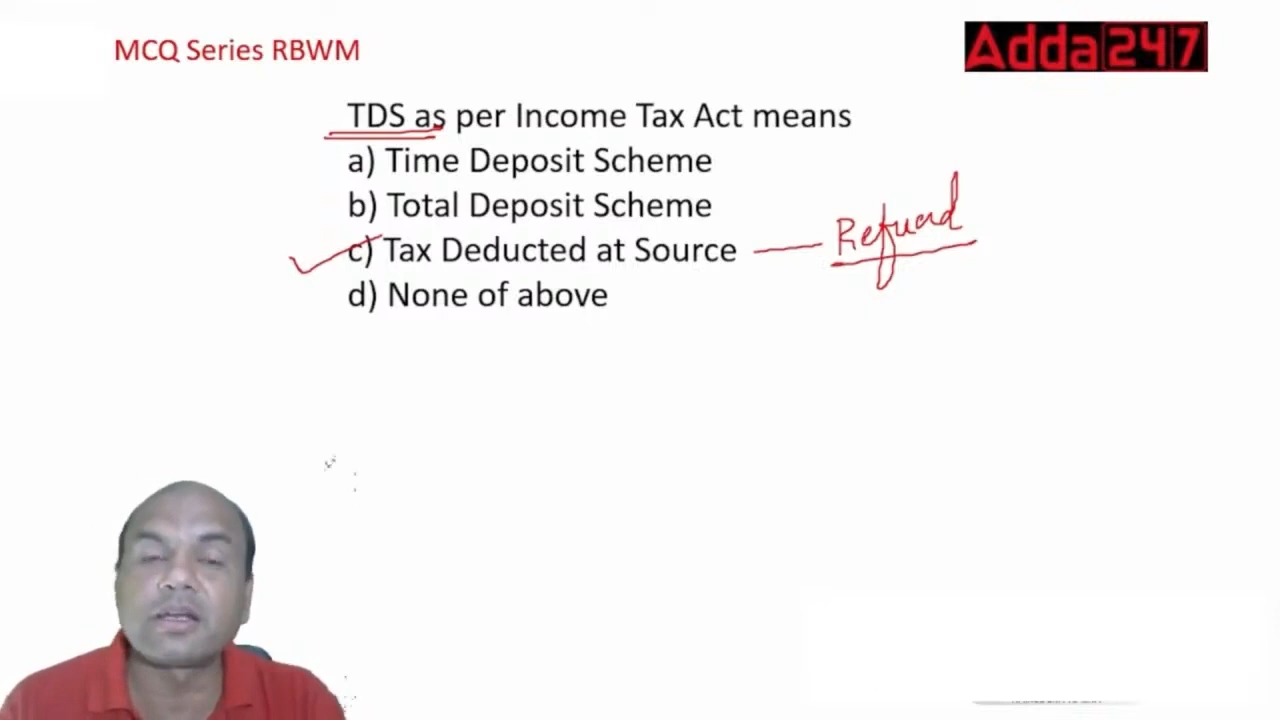 MCQ Series RBWM
Adda247
TDS as per Income Tax Act means
a) Time Deposit Scheme
b) Total Deposit Scheme
c) Tax Deducted at Source
Refund
d) None of above